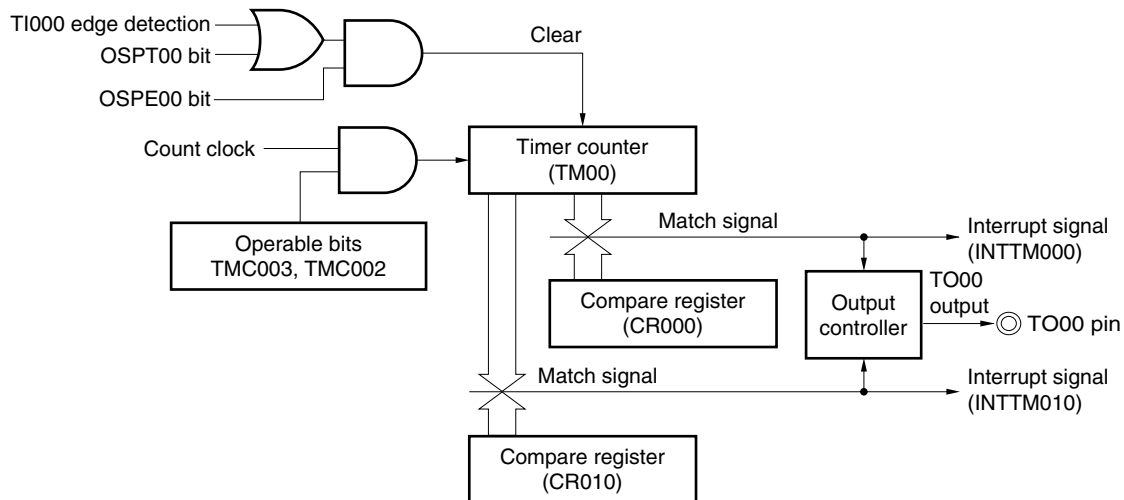 TI000 edge detection
OSPT00 bit
OSPE00 bit
Clear
Count clock
Timer counter
(TM00)
Operable bits
TMC003, TMC002
Match signal
Interrupt signal
(INTTM000)
Compare register
(CR000)
Output
controller
TO00
output
TO00 pin
Match signal
Interrupt signal
(INTTM010)
Compare register
(CR010)